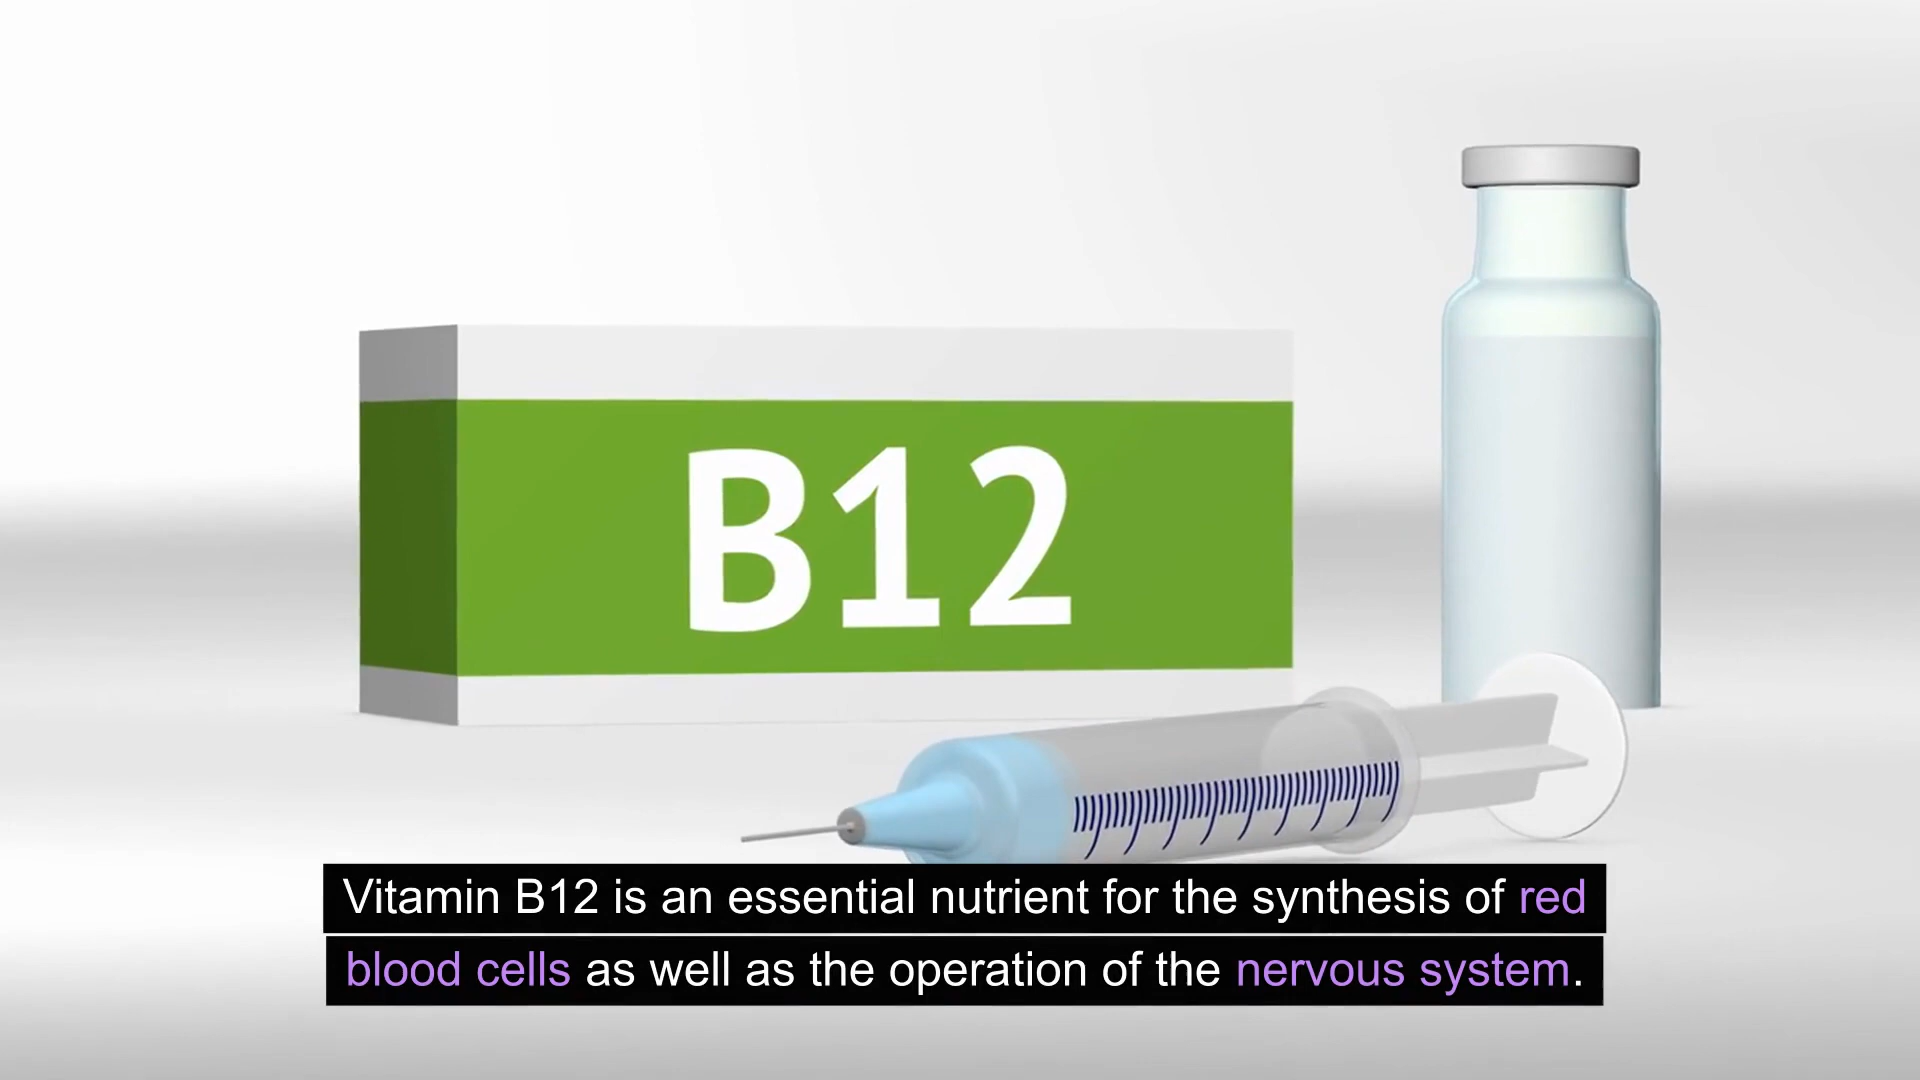 B12
Vitamin B12 is an essential nutrient for the synthesis of red
blood cells as well as the operation of the nervous system.